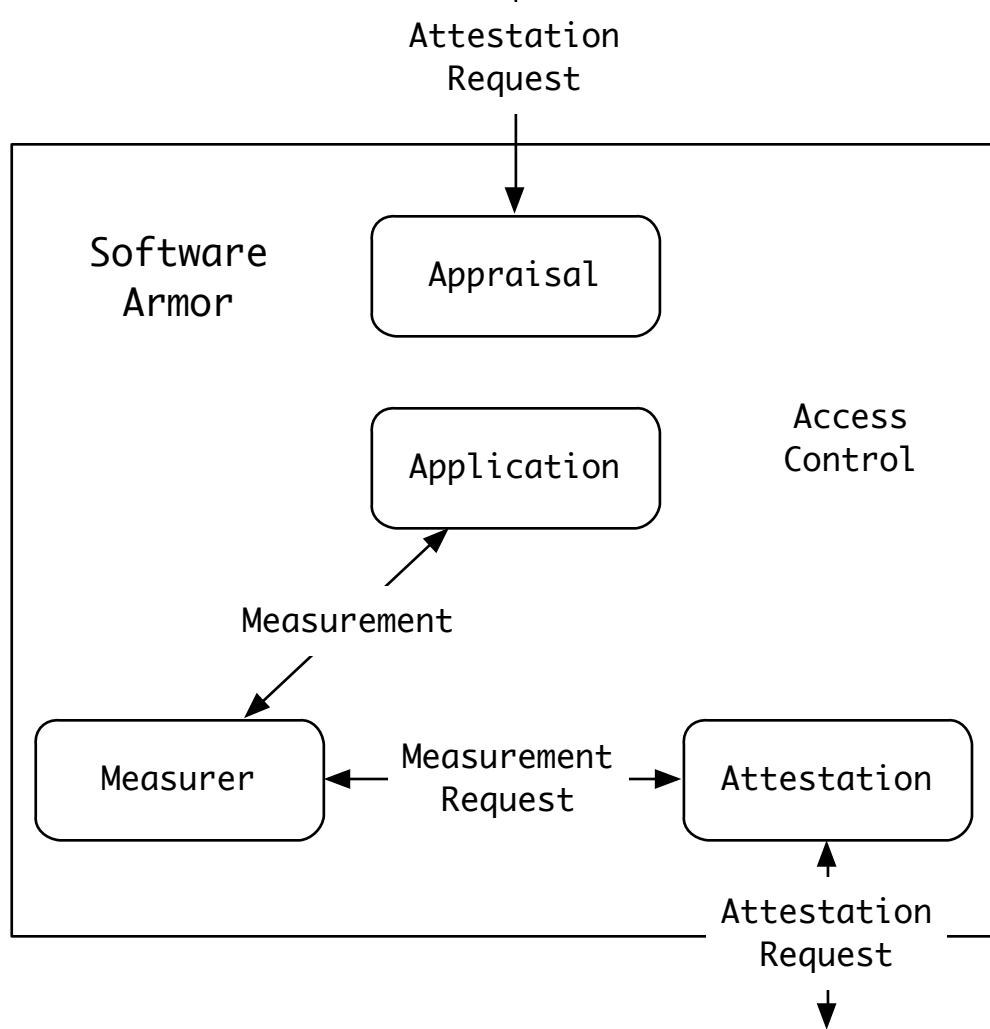 Attestation
Request
Software
Armor
Appraisal
Access
Control
Application
Measurement
Measurer
Measurement
Request
Attestation
Attestation
Request